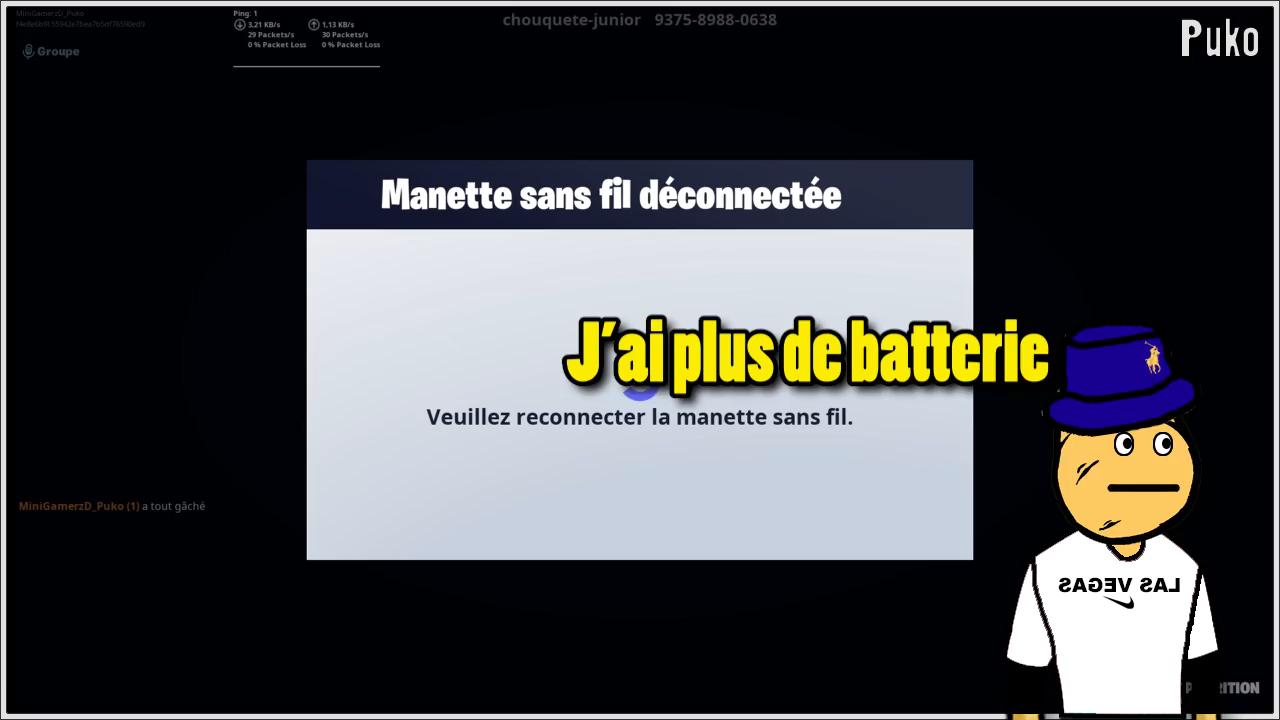 MiniGamerzD_Puko
Ping: 1
3,21 KB/s
1,13 KB/s
29 Packets/s
30 Packets/s
0 % Packet Loss
0 % Packet Loss
Groupe
chouquete-junior 9375-8988-0638
Puko
Manette sans fil déconnectée
J'ai plus de batterie
Veuillez reconnecter la manette sans fil.
MiniGamerzD_Puko (1) a tout gâché
LAS VEGAS